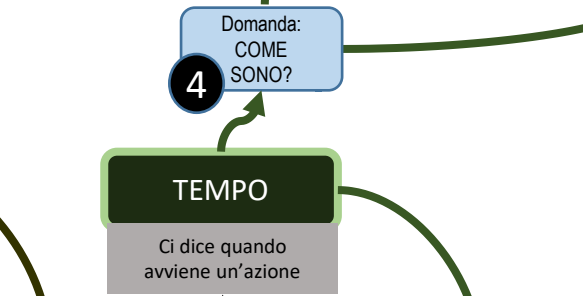 Domanda:
COME
SONO?
4
TEMPO
Ci dice quando
avviene un'azione